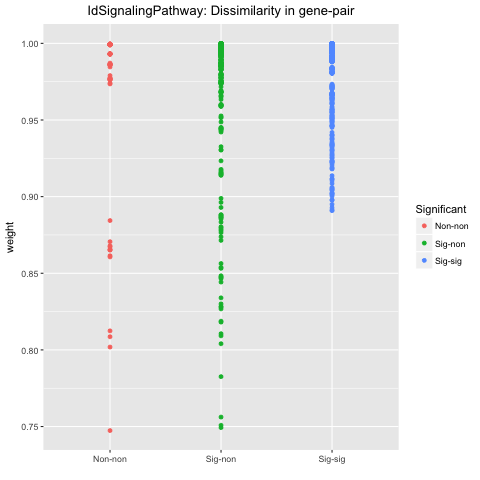 IdSignalingPathway: Dissimilarity in gene-pair
1.00
0.95
0.90
0.85
0.80
0.75
weight
Non-non
Sig-non
Sig-sig
Significant
Non-non
Sig-non
Sig-sig